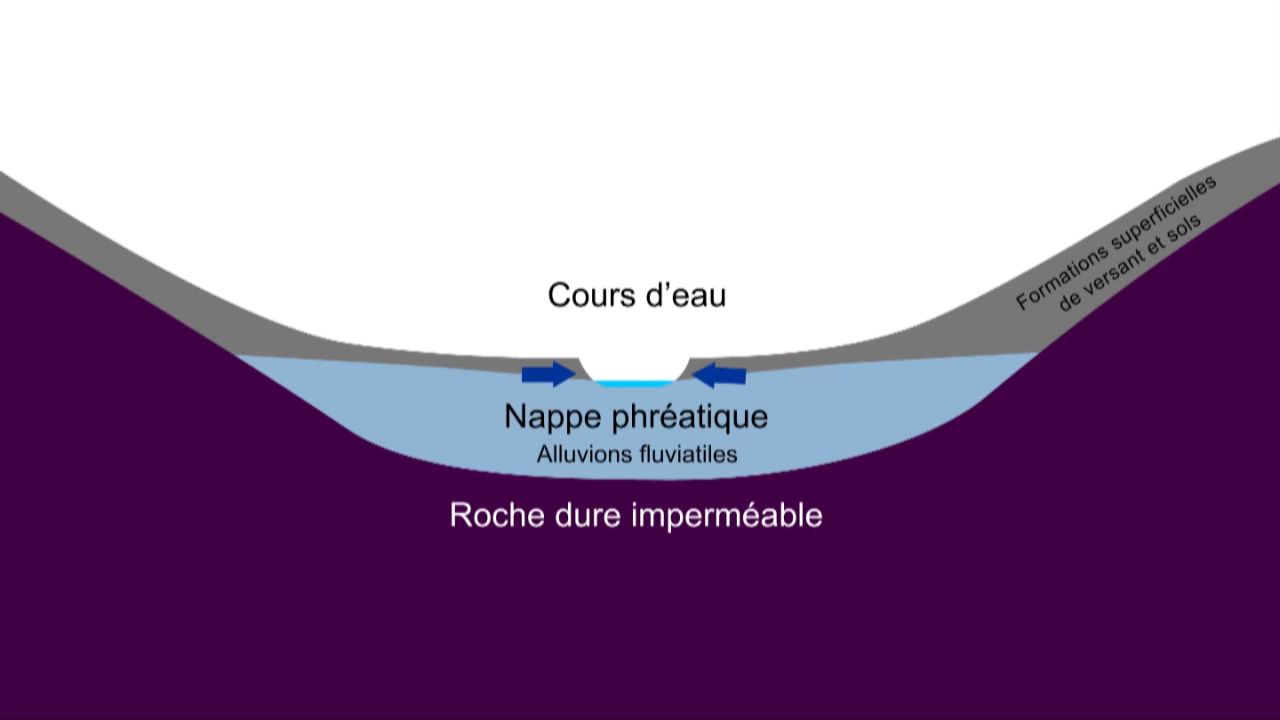 Formations superficielles
de versant et sols
Cours d’eau
Nappe phréatique
Alluvions fluviatiles
Roche dure imperméable